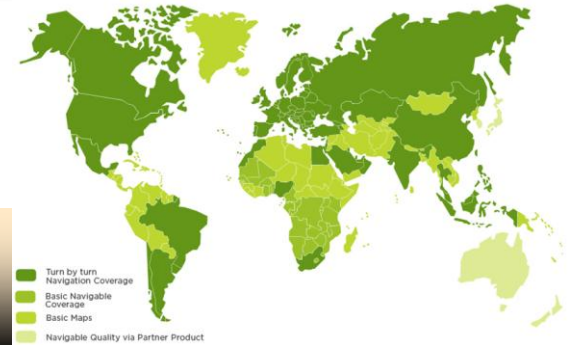 Turn by turn
Navigation Coverage
Basic Navigable
Coverage
Basic Maps
Navigable Quality via Partner Product